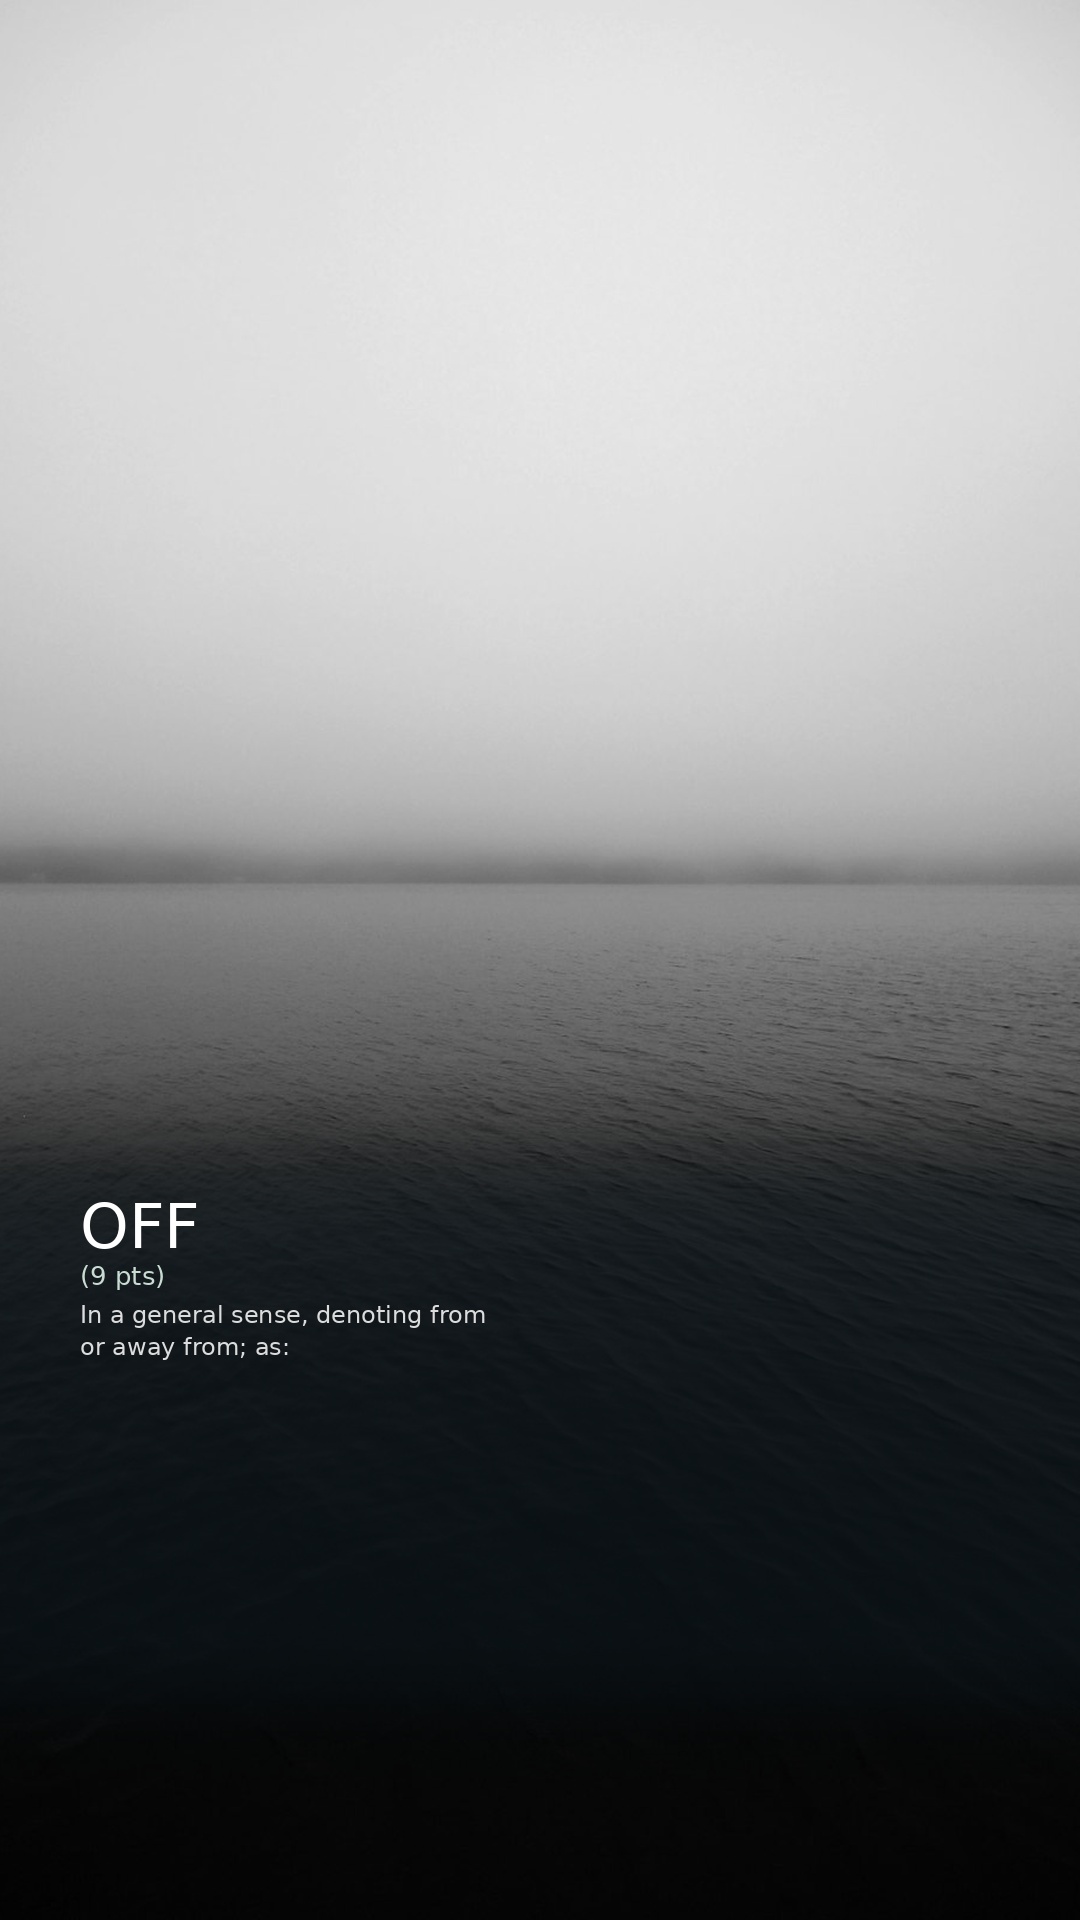 OFF
(9 pts)
In a general sense, denoting from
or away from; as: